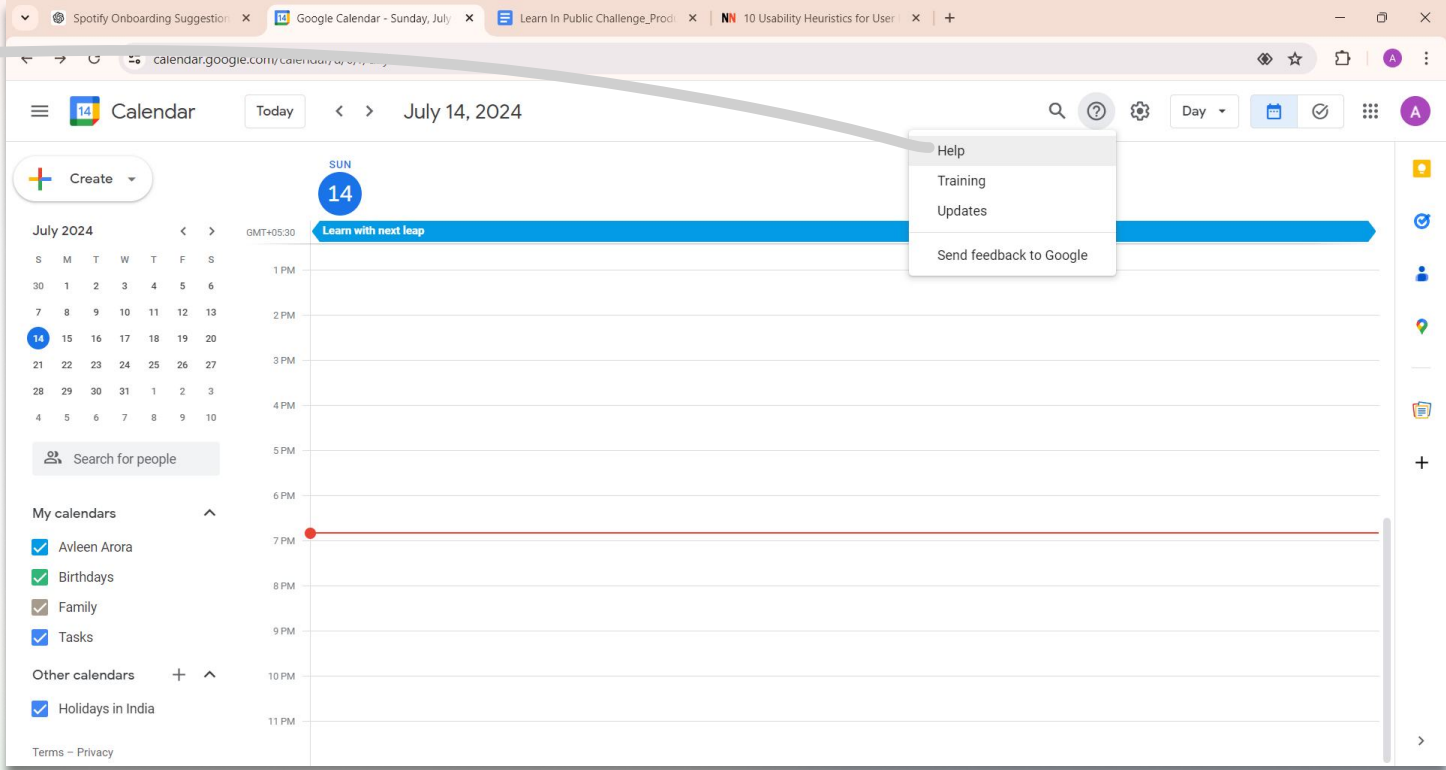 Spotify Onboarding Suggestion
14 Google Calendar - Sunday, July
Learn In Public Challenge_Prod
NN 10 Usability Heuristics for User
A
14 Calendar Today July 14, 2024 Day A
Help
Training
Updates
Send feedback to Google
Create
SUN
14
GMT+05:30 Learn with next leap
July 2024
S M T W T F S
30 1 2 3 4 5 6
7 8 9 10 11 12 13
14 15 16 17 18 19 20
21 22 23 24 25 26 27
28 29 30 31 1 2 3
4 5 6 7 8 9 10
Search for people
My calendars
Avleen Arora
Birthdays
Family
Tasks
Other calendars
Holidays in India
Terms – Privacy
1 PM
2 PM
3 PM
4 PM
5 PM
6 PM
7 PM
8 PM
9 PM
10 PM
11 PM